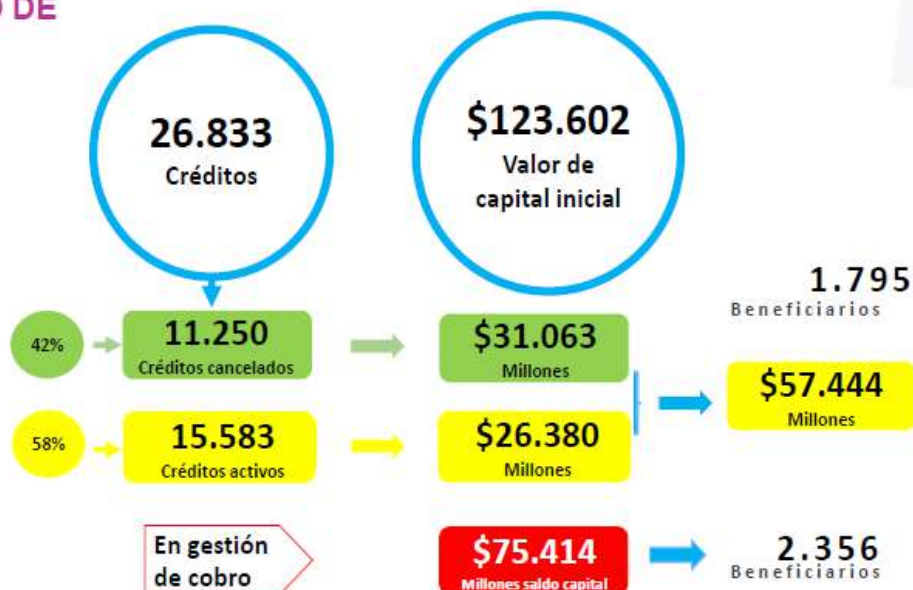 DE
26.833
Créditos
$123.602
Valor de
capital inicial
1.795
Beneficiarios
42%
11.250
Créditos cancelados
$31.063
Millones
$57.444
Millones
58%
15.583
Créditos activos
$26.380
Millones
En gestión
de cobro
$75.414
Millones saldo capital
2.356
Beneficiarios